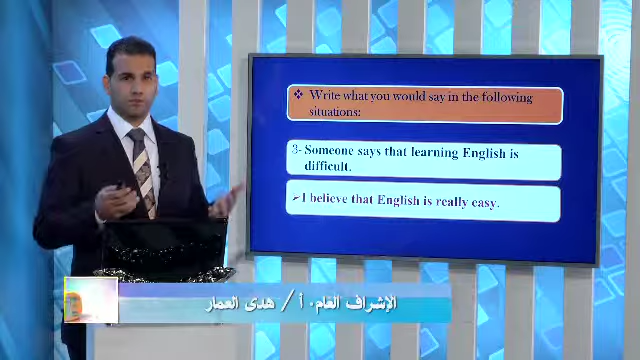 ❖ Write what you would say in the following
situations:
3- Someone says that learning English is
difficult.
➢I believe that English is really easy.
الإشراف العام. أ / هدى العمار